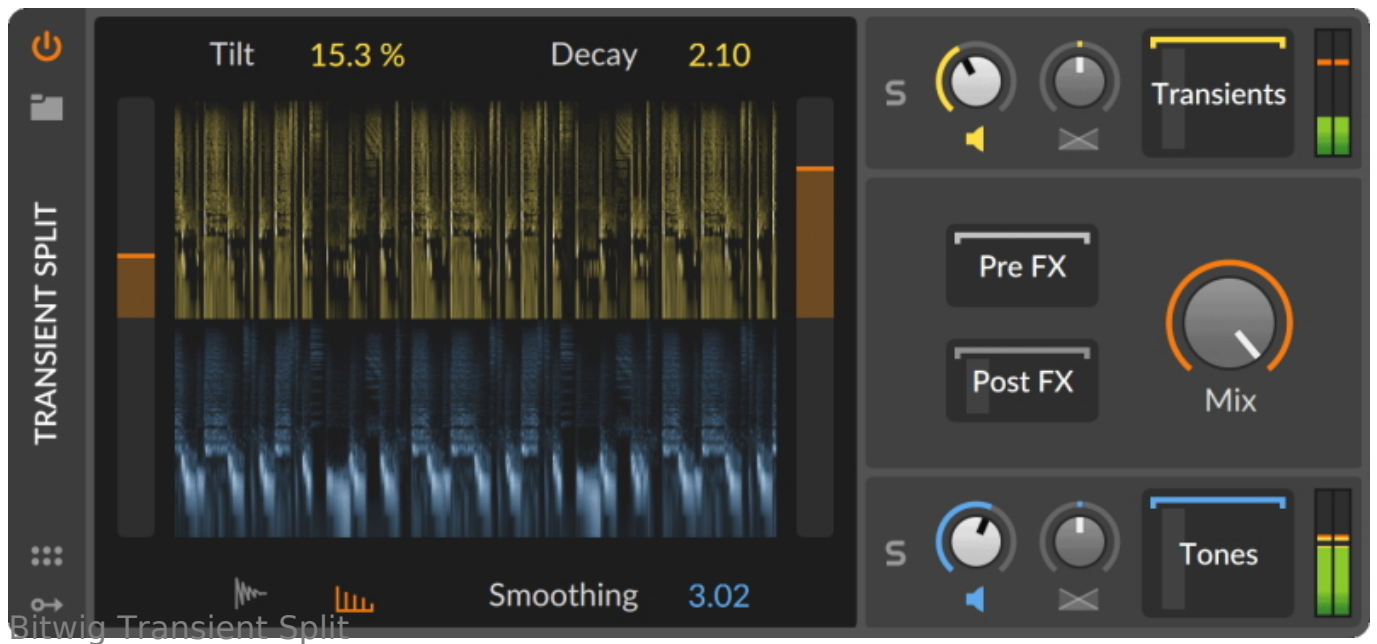 Tilt 15.3 % Decay 2.10
TRANSIENT SPLIT
Smoothing 3.02
S Transients
Pre FX
Post FX
Mix
S Tones
Bitwig Transient Split